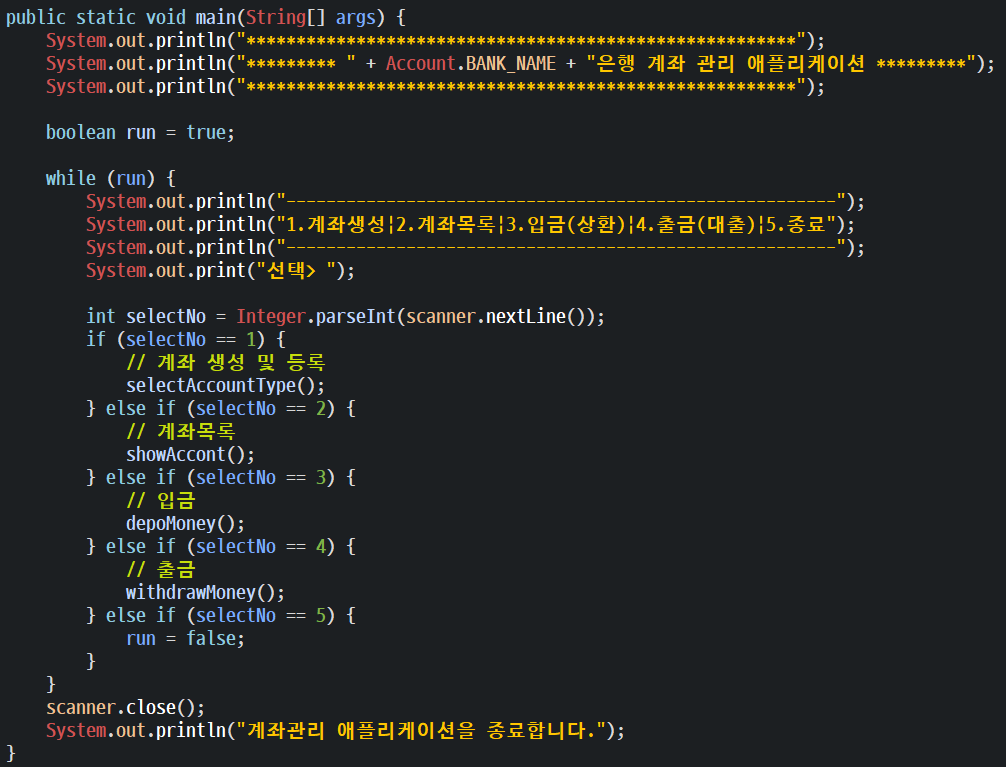 public static void main(String[] args) {
    System.out.println("*******************************************************");
    System.out.println("********* " + Account.BANK_NAME + "은행 계좌 관리 애플리케이션 *********");
    System.out.println("*******************************************************");

    boolean run = true;

    while (run) {
        System.out.println("-------------------------------------------------------");
        System.out.println("1.계좌생성¦2.계좌목록¦3.입금(상환)¦4.출금(대출)¦5.종료");
        System.out.println("-------------------------------------------------------");
        System.out.print("선택> ");

        int selectNo = Integer.parseInt(scanner.nextLine());
        if (selectNo == 1) {
            // 계좌 생성 및 등록
            selectAccountType();
        } else if (selectNo == 2) {
            // 계좌목록
            showAccont();
        } else if (selectNo == 3) {
            // 입금
            depoMoney();
        } else if (selectNo == 4) {
            // 출금
            withdrawMoney();
        } else if (selectNo == 5) {
            run = false;
        }
    }
    scanner.close();
    System.out.println("계좌관리 애플리케이션을 종료합니다.");
}